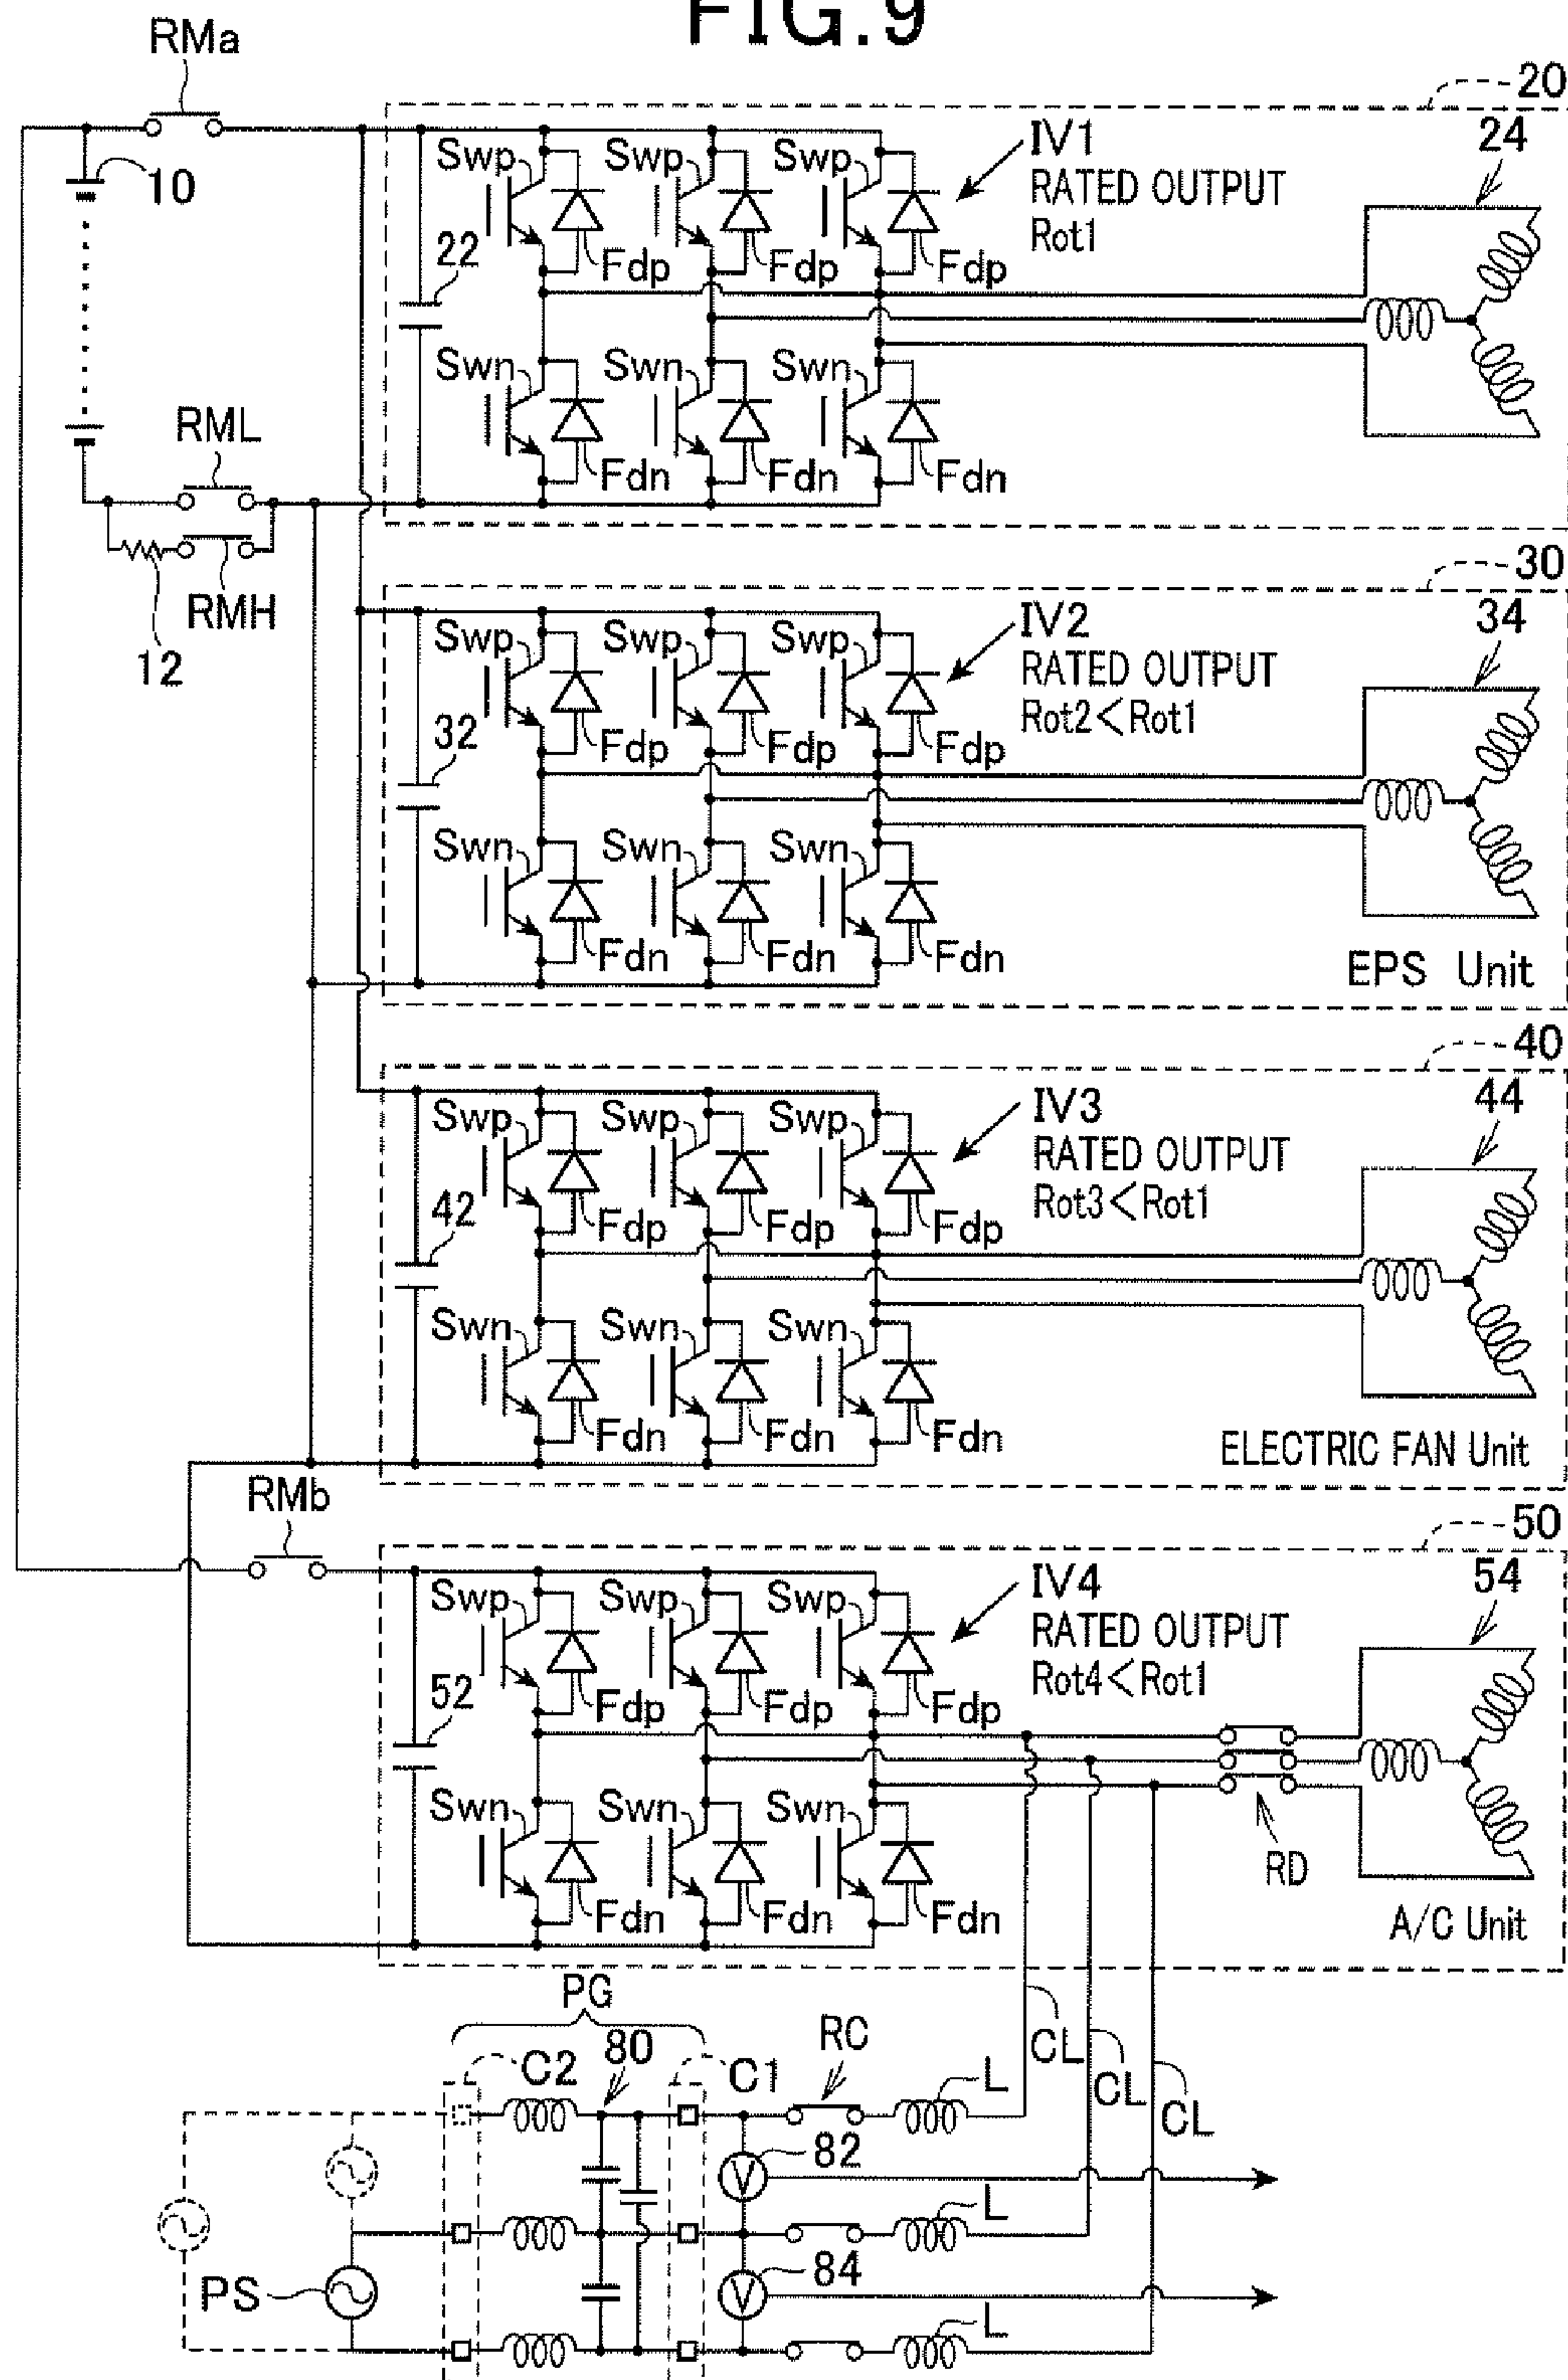 FIG.9
RMa
20
10
Swp Swp Swp
IV1
RATED OUTPUT
Rot1
24
22
Fdp Fdp Fdp
Swn Swn Swn
RML
Fdn Fdn Fdn
RMH
12
30
Swp Swp Swp
IV2
RATED OUTPUT
Rot2<Rot1
34
32
Fdp Fdp Fdp
Swn Swn Swn
Fdn Fdn Fdn
EPS Unit
40
Swp Swp Swp
IV3
RATED OUTPUT
Rot3<Rot1
44
42
Fdp Fdp Fdp
Swn Swn Swn
Fdn Fdn Fdn
ELECTRIC FAN Unit
RMb
50
Swp Swp Swp
IV4
RATED OUTPUT
Rot4<Rot1
54
52
Fdp Fdp Fdp
Swn Swn Swn
RD
Fdn Fdn Fdn
A/C Unit
PG
C2 80 C1 RC L CL CL CL
V 82
L
PS
V 84
L